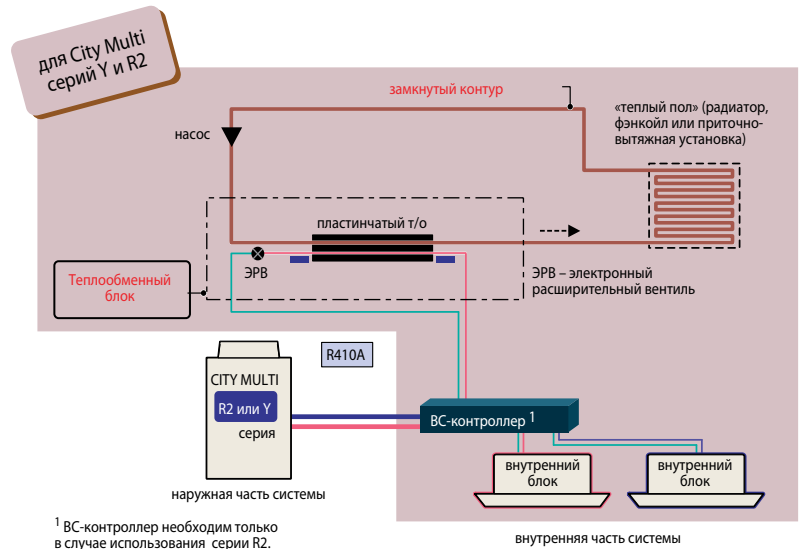 для City Multi
серий Y и R2
замкнутый контур
«теплый пол» (радиатор,
фэнкойл или приточно-
вытяжная установка)
насос
пластинчатый т/о
ЭРВ
ЭРВ – электронный
расширительный вентиль
Теплообменный
блок
R410A
CITY MULTI
R2 или Y
серия
BC-контроллер 1
внутренний
блок
внутренний
блок
наружная часть системы
1 BC-контроллер необходим только
в случае использования серии R2.
внутренняя часть системы